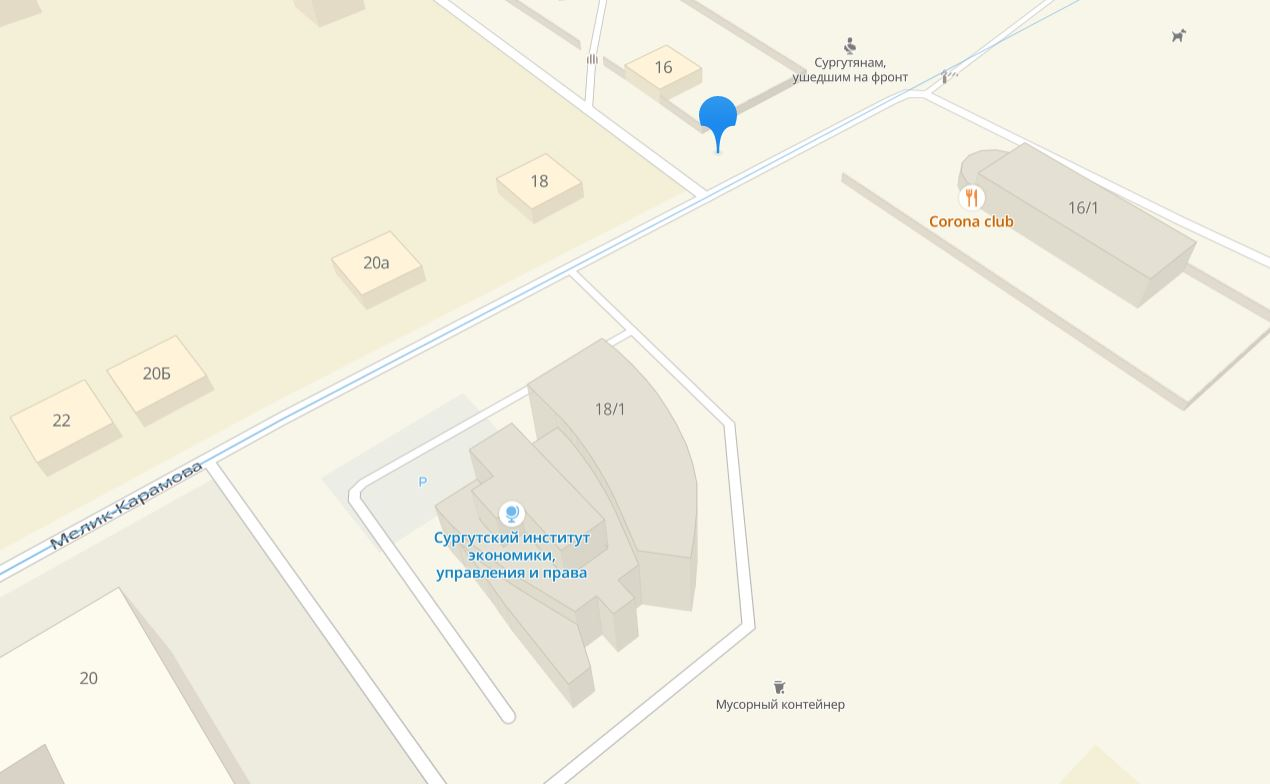 16
Сургутянам,
ушедшим на фронт
18
16/1
Corona club
20а
20Б
22
18/1
P
Мелик-Карамова
Сургутский институт
экономики,
управления и права
20
Мусорный контейнер